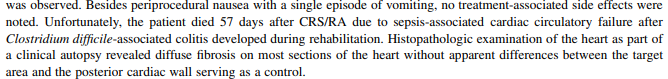 was observed. Besides periprocedural nausea with a single episode of vomiting, no treatment-associated side effects were
noted. Unfortunately, the patient died 57 days after CRS/RA due to sepsis-associated cardiac circulatory failure after
Clostridium difficile-associated colitis developed during rehabilitation. Histopathologic examination of the heart as part of
a clinical autopsy revealed diffuse fibrosis on most sections of the heart without apparent differences between the target
area and the posterior cardiac wall serving as a control.